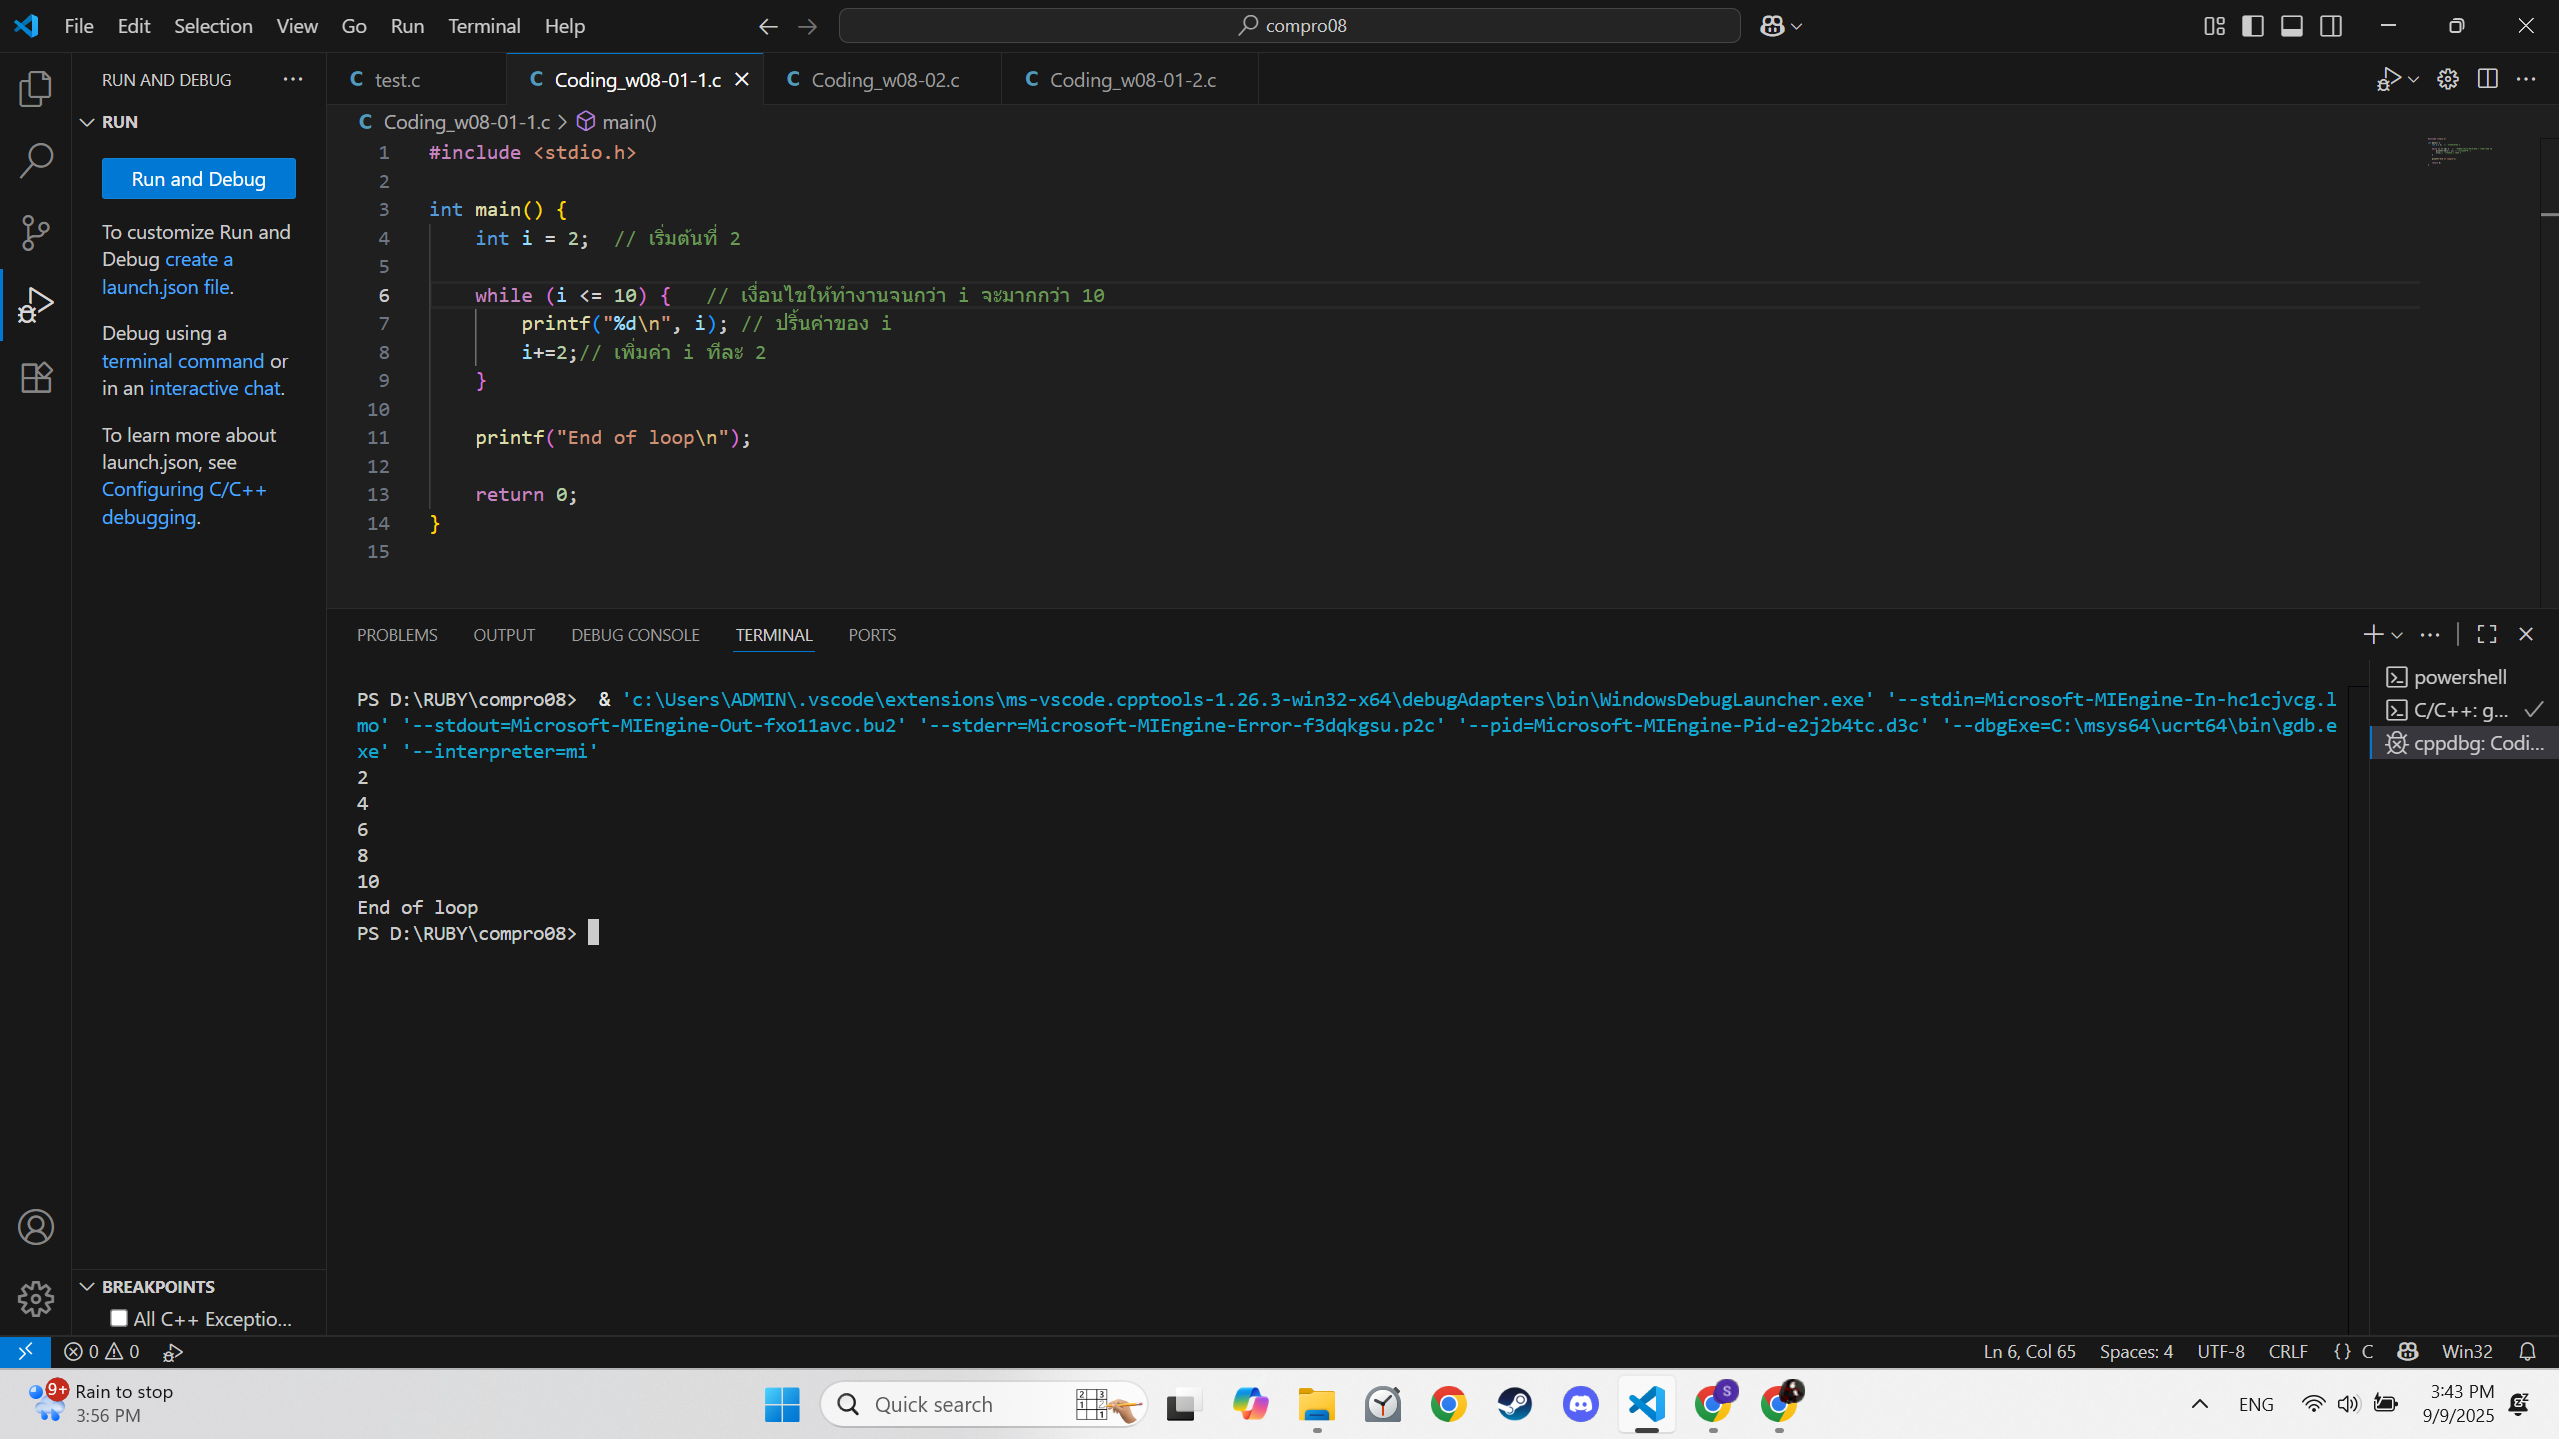 File Edit Selection View Go Run Terminal Help
compro08
RUN AND DEBUG
RUN
Run and Debug
To customize Run and
Debug create a
launch.json file.
Debug using a
terminal command or
in an interactive chat.
To learn more about
launch.json, see
Configuring C/C++
debugging.
BREAKPOINTS
All C++ Exceptio...
C test.c
C Coding_w08-01-1.c
C Coding_w08-02.c
C Coding_w08-01-2.c
C Coding_w08-01-1.c > main()
1 #include <stdio.h>
2
3 int main() {
4 int i = 2;  // เริ่มต้นที่ 2
5
6 while (i <= 10) {   // เงื่อนไขให้ทำงานจนกว่า i จะมากกว่า 10
7 printf("%d\n", i); // ปริ้นค่าของ i
8 i+=2;// เพิ่มค่า i ทีละ 2
9 }
10
11 printf("End of loop\n");
12
13 return 0;
14 }
15
PROBLEMS OUTPUT DEBUG CONSOLE TERMINAL PORTS
PS D:\RUBY\compro08>  & 'c:\Users\ADMIN\.vscode\extensions\ms-vscode.cpptools-1.26.3-win32-x64\debugAdapters\bin\WindowsDebugLauncher.exe' '--stdin=Microsoft-MIEngine-In-hc1cjvcg.l
mo' '--stdout=Microsoft-MIEngine-Out-fxo11avc.bu2' '--stderr=Microsoft-MIEngine-Error-f3dqkgsu.p2c' '--pid=Microsoft-MIEngine-Pid-e2j2b4tc.d3c' '--dbgExe=C:\msys64\ucrt64\bin\gdb.e
xe' '--interpreter=mi'
2
4
6
8
10
End of loop
PS D:\RUBY\compro08>
powershell
C/C++: g...
cppdbg: Codi...
0 0
Ln 6, Col 65 Spaces: 4 UTF-8 CRLF {} C Win32
9+
Rain to stop
3:56 PM
Quick search
S
ENG
3:43 PM
9/9/2025